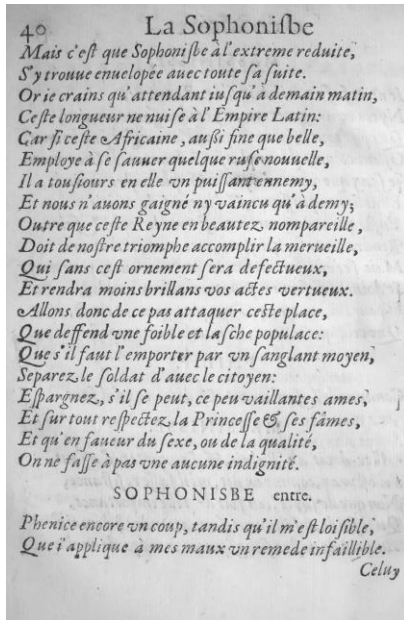 40 La Sophonisbe
Mais c'est que Sophonisbe à l'extreme reduite,
S'y trouue enuelopée auec toute sa suite.
Or ie crains qu'attendant iusqu'à demain matin,
Ceste longueur ne nuise à l'Empire Latin:
Car si ceste Africaine, außi fine que belle,
Employe à se sauuer quelque ruse nouuelle,
Il a tousiours en elle vn puissant ennemy,
Et nous n'auons gaigné ny vaincu qu'à demy;
Outre que ceste Reyne en beautez nompareille,
Doit de nostre triomphe accomplir la merueille,
Qui sans cest ornement sera defectueux,
Et rendra moins brillans vos actes vertueux.
Allons donc de ce pas attaquer ceste place,
Que deffend vne foible et lasche populace:
Que s'il faut l'emporter par vn sanglant moyen,
Separez le soldat d'auec le citoyen:
Espargnez, s'il se peut, ce peu vaillantes ames,
Et sur tout respectez la Princesse & ses fâmes,
Et qu'en faueur du sexe, ou de la qualité,
On ne fasse à pas vne aucune indignité.
SOPHONISBE entre.
Phenice encore vn coup, tandis qu'il m'est loisible,
Que i'applique à mes maux vn remede infaillible.
Celuy